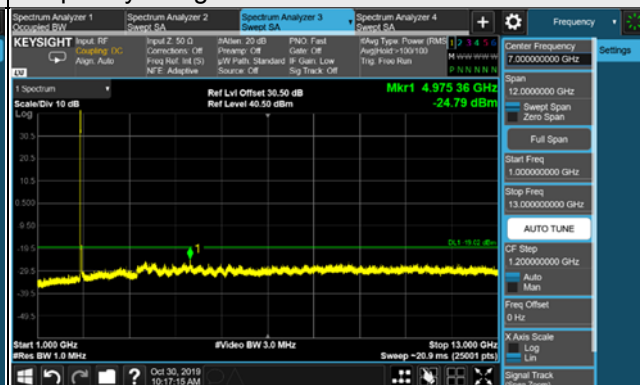 Spectrum Analyzer 1
Occupied BW
Spectrum Analyzer 2
Swept SA
Spectrum Analyzer 3
Swept SA
Spectrum Analyzer 4
Swept SA
+
Frequency
KEYSIGHT
Input: RF
Coupling: DC
Align: Auto
Input Z: 50 Ω
Corrections: Off
Freq Ref: Int (S)
NFE: Adaptive
#Atten: 20 dB
Preamp: Off
µW Path: Standard
Source: Off
PNO: Fast
Gate: Off
IF Gain: Low
Sig Track: Off
#Avg Type: Power (RMS
Avg|Hold:>100/100
Trig: Free Run
1 2 3 4 5 6
M W W W W W
P N N N N N
LXI
1 Spectrum
Scale/Div 10 dB
Log
Ref Lvl Offset 30.50 dB
Ref Level 40.50 dBm
Mkr1 4.975 36 GHz
-24.79 dBm
30.5
20.5
10.5
0.500
-9.50
-19.5
-29.5
-39.5
-49.5
1
DL1 -19.02 dBm
Start 1.000 GHz
#Res BW 1.0 MHz
#Video BW 3.0 MHz
Stop 13.000 GHz
Sweep ~20.9 ms (25001 pts)
Oct 30, 2019
10:17:15 AM
?
Center Frequency
7.000000000 GHz
Span
12.0000000 GHz
Swept Span
Zero Span
Full Span
Start Freq
1.000000000 GHz
Stop Freq
13.000000000 GHz
AUTO TUNE
CF Step
1.200000000 GHz
Auto
Man
Freq Offset
0 Hz
X Axis Scale
Log
Lin
Signal Track
(Span Zoom)
Settings